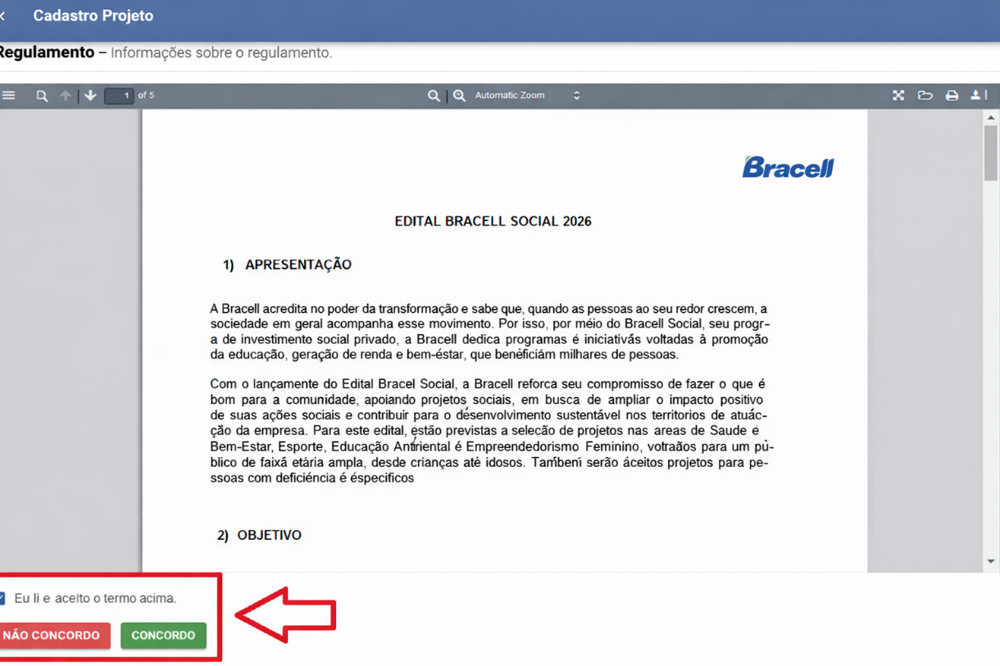 Cadastro Projeto
Regulamento – Informações sobre o regulamento.
1 of 5 Automatic Zoom
Bracell
EDITAL BRACELL SOCIAL 2026
1) APRESENTAÇÃO
A Bracell acredita no poder da transformação e sabe que, quando as pessoas ao seu redor crescem, a
sociedade em geral acompanha esse movimento. Por isso, por méio do Bracell Social, seu progr-
a de investimento social privado, a Bracell dedica programas é iniciativás voltadas à promoção
da educação, geração de renda e bem-éstar, que benéficiám milhares de pessoas.
Com o lançamente do Edital Bracel Social, a Bracell reforca seu compromisso de fazer o que é
bom para a comunidade, apoiando projetos sociais, em busca de ampliar o impacto positivo
de suas ações sociais e contribuir para o désenvolvimento sustentável nos territorios de atuác-
ção da empresa. Para este edital, estão previstas a selecão de projetos nas areas de Saude é
Bem-Estar, Esporte, Educação é Empreendedorismo Feminino, votraãos para um pù-
blico de faixá etária ampla, desde crianças até idosos. Tamბení serão áceitos projetos para pe-
ssoas com deficiéncia é éspecificos
2) OBJETIVO
Eu li e aceito o termo acima.
NÃO CONCORDO CONCORDO